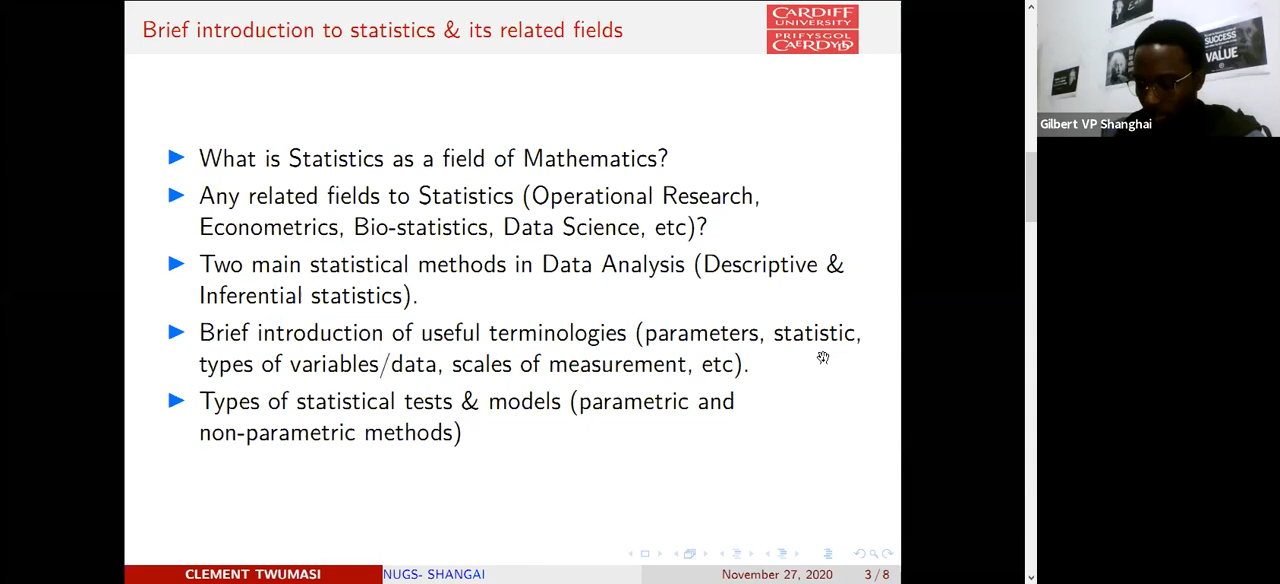 Brief introduction to statistics & its related fields
CARDIFF
UNIVERSITY
PRIFYSGOL
CAERDYDD
What is Statistics as a field of Mathematics?
Any related fields to Statistics (Operational Research,
Econometrics, Bio-statistics, Data Science, etc)?
Two main statistical methods in Data Analysis (Descriptive &
Inferential statistics).
Brief introduction of useful terminologies (parameters, statistic,
types of variables/data, scales of measurement, etc).
Types of statistical tests & models (parametric and
non-parametric methods)
CLEMENT TWUMASI
NUGS- SHANGAI
November 27, 2020
3 / 8
SUCCESS
VALUE
Gilbert VP Shanghai